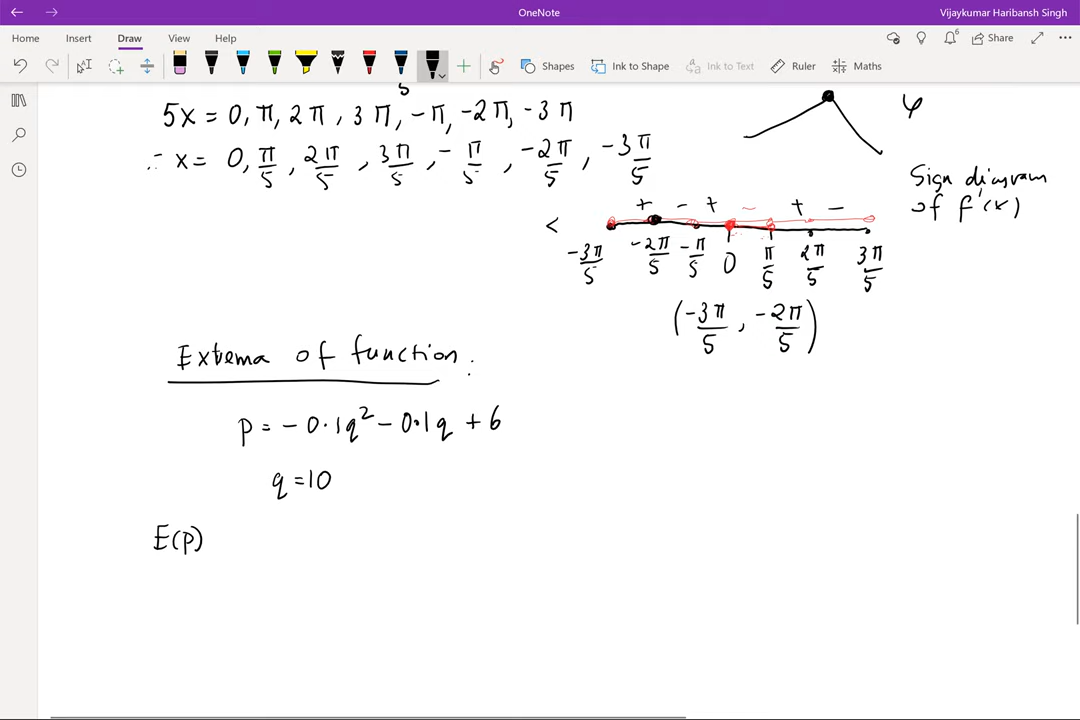 OneNote
Vijaykumar Haribansh Singh
Home Insert Draw View Help
6 Share
Shapes Ink to Shape Ink to Text Ruler Maths
5
5x = 0, π, 2π, 3π, -π, -2π, -3π
∴ x = 0, π/5, 2π/5, 3π/5, -π/5, -2π/5, -3π/5
Sign diagram
of f'(x)
+ - + - + -
<
-3π/5 -2π/5 -π/5 0 π/5 2π/5 3π/5
(-3π/5, -2π/5)
Extrema of function.
p = -0.1q² - 0.1q + 6
q = 10
E(p)